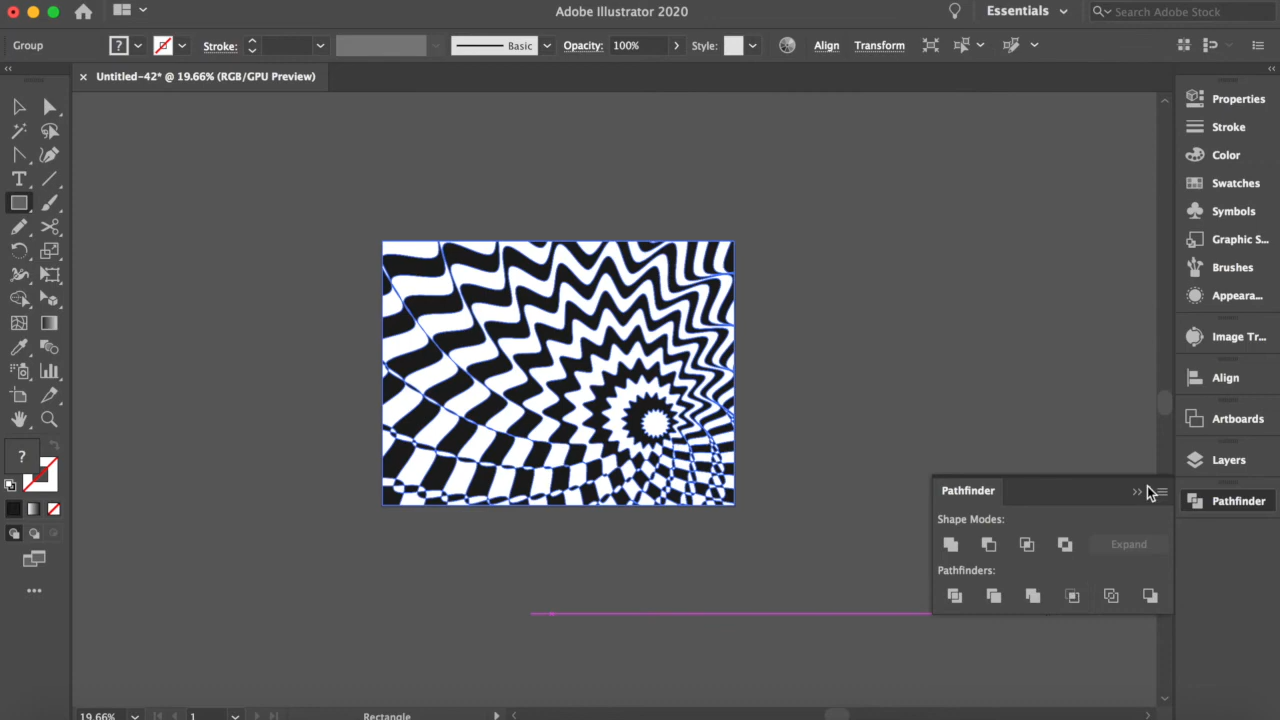 Adobe Illustrator 2020
Essentials
Search Adobe Stock
Group
?
Stroke:
Basic
Opacity:
100%
Style:
Align
Transform
Untitled-42* @ 19.66% (RGB/GPU Preview)
Properties
Stroke
Color
Swatches
Symbols
Graphic S...
Brushes
Appeara...
Image Tr...
Align
Artboards
Layers
Pathfinder
?
Pathfinder
Shape Modes:
Expand
Pathfinders:
19.66%
1
Rectangle